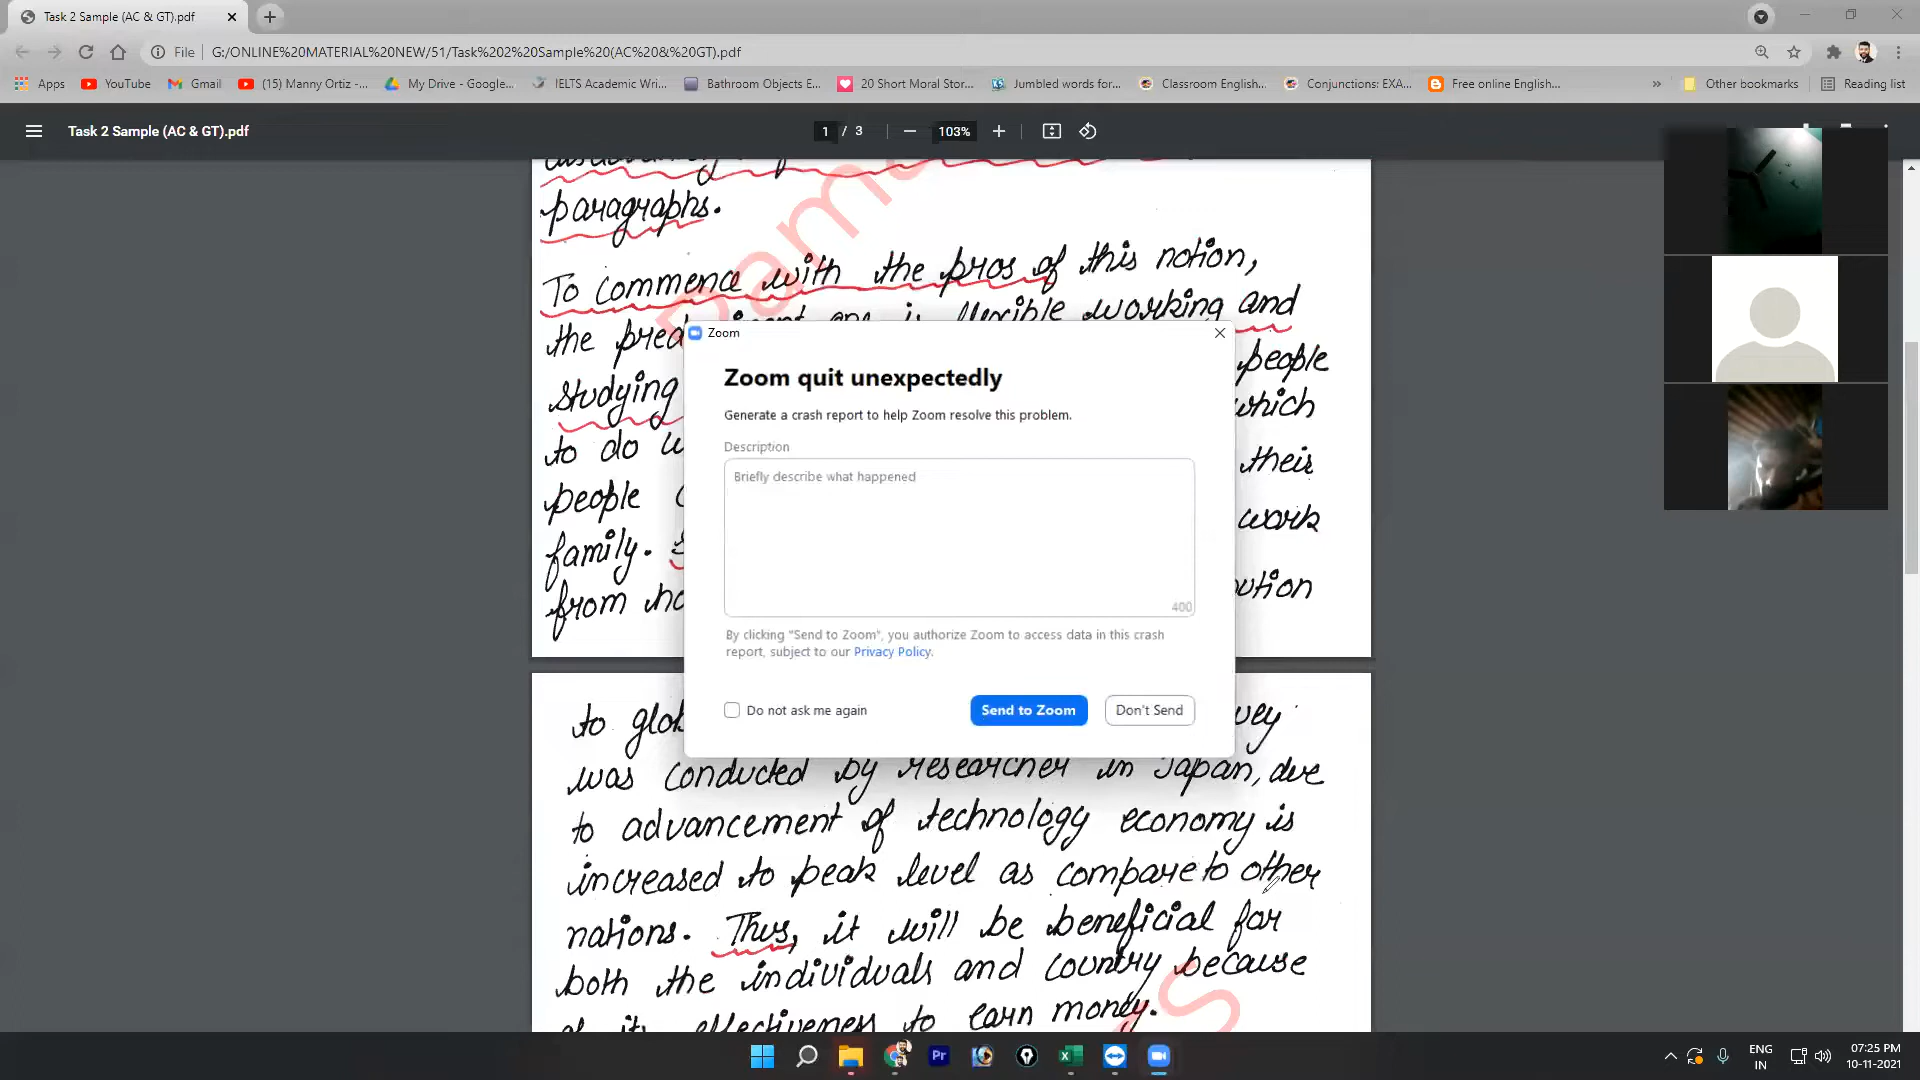 Task 2 Sample (AC & GT).pdf
File G:/ONLINE%20MATERIAL%20NEW/51/Task%202%20Sample%20(AC%20&%20GT).pdf
Apps YouTube Gmail (15) Manny Ortiz -... My Drive - Google... IELTS Academic Wri... Bathroom Objects E... 20 Short Moral Stor... Jumbled words for... Classroom English... Conjunctions: EXA... Free online English... » Other bookmarks Reading list
Task 2 Sample (AC & GT).pdf 1 / 3 103%
paragraphs.
To commence with the pros of this notion,
the is flexible working and
studying people
to do which
people their
family. work
from
Zoom
Zoom quit unexpectedly
Generate a crash report to help Zoom resolve this problem.
Description
Briefly describe what happened
400
By clicking "Send to Zoom", you authorize Zoom to access data in this crash
report, subject to our Privacy Policy.
Do not ask me again Send to Zoom Don't Send
to
was conducted by researcher in Japan, due
to advancement of technology economy is
increased to peak level as compare to other
nations. Thus, it will be beneficial for
both the individuals and country because
of its effectiveness to earn money.
Pr
ENG
IN
07:25 PM
10-11-2021